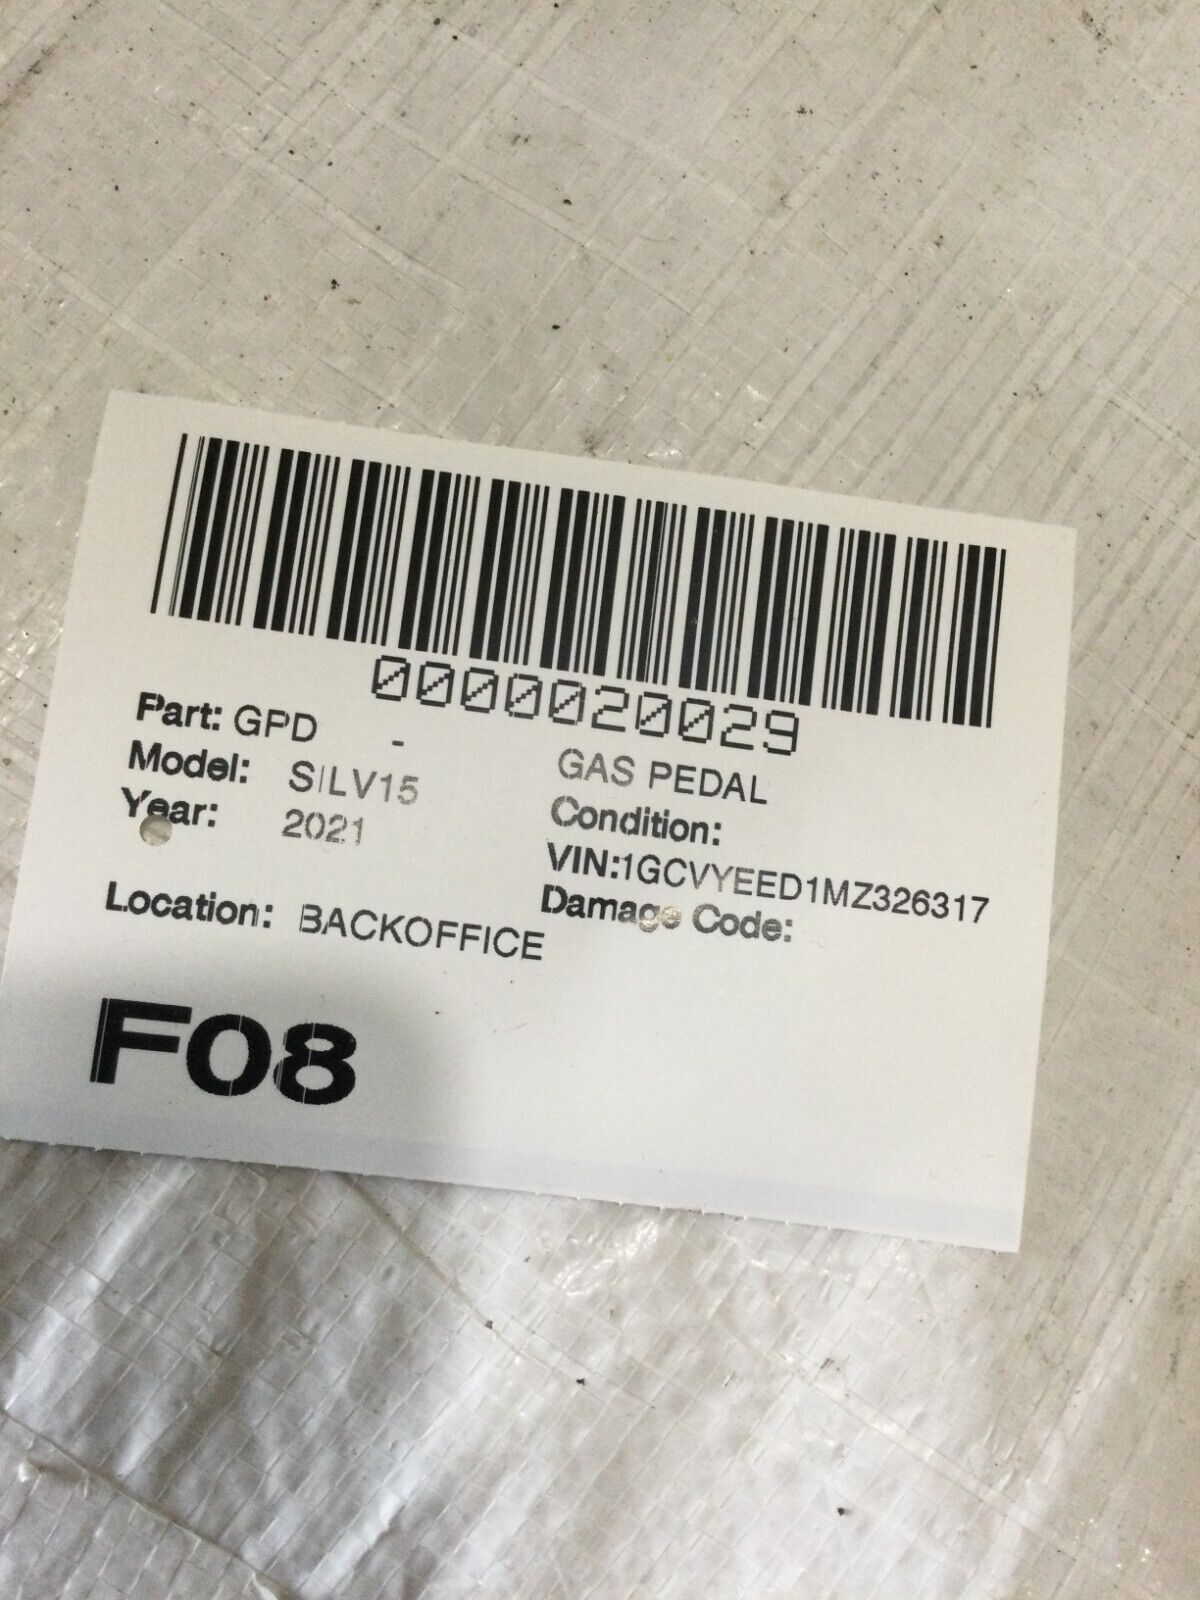 0000020029
Part: GPD - GAS PEDAL
Model: SILV15 Condition:
Year: 2021 VIN:1GCVYEED1MZ326317
Damage Code:
Location: BACKOFFICE
F08